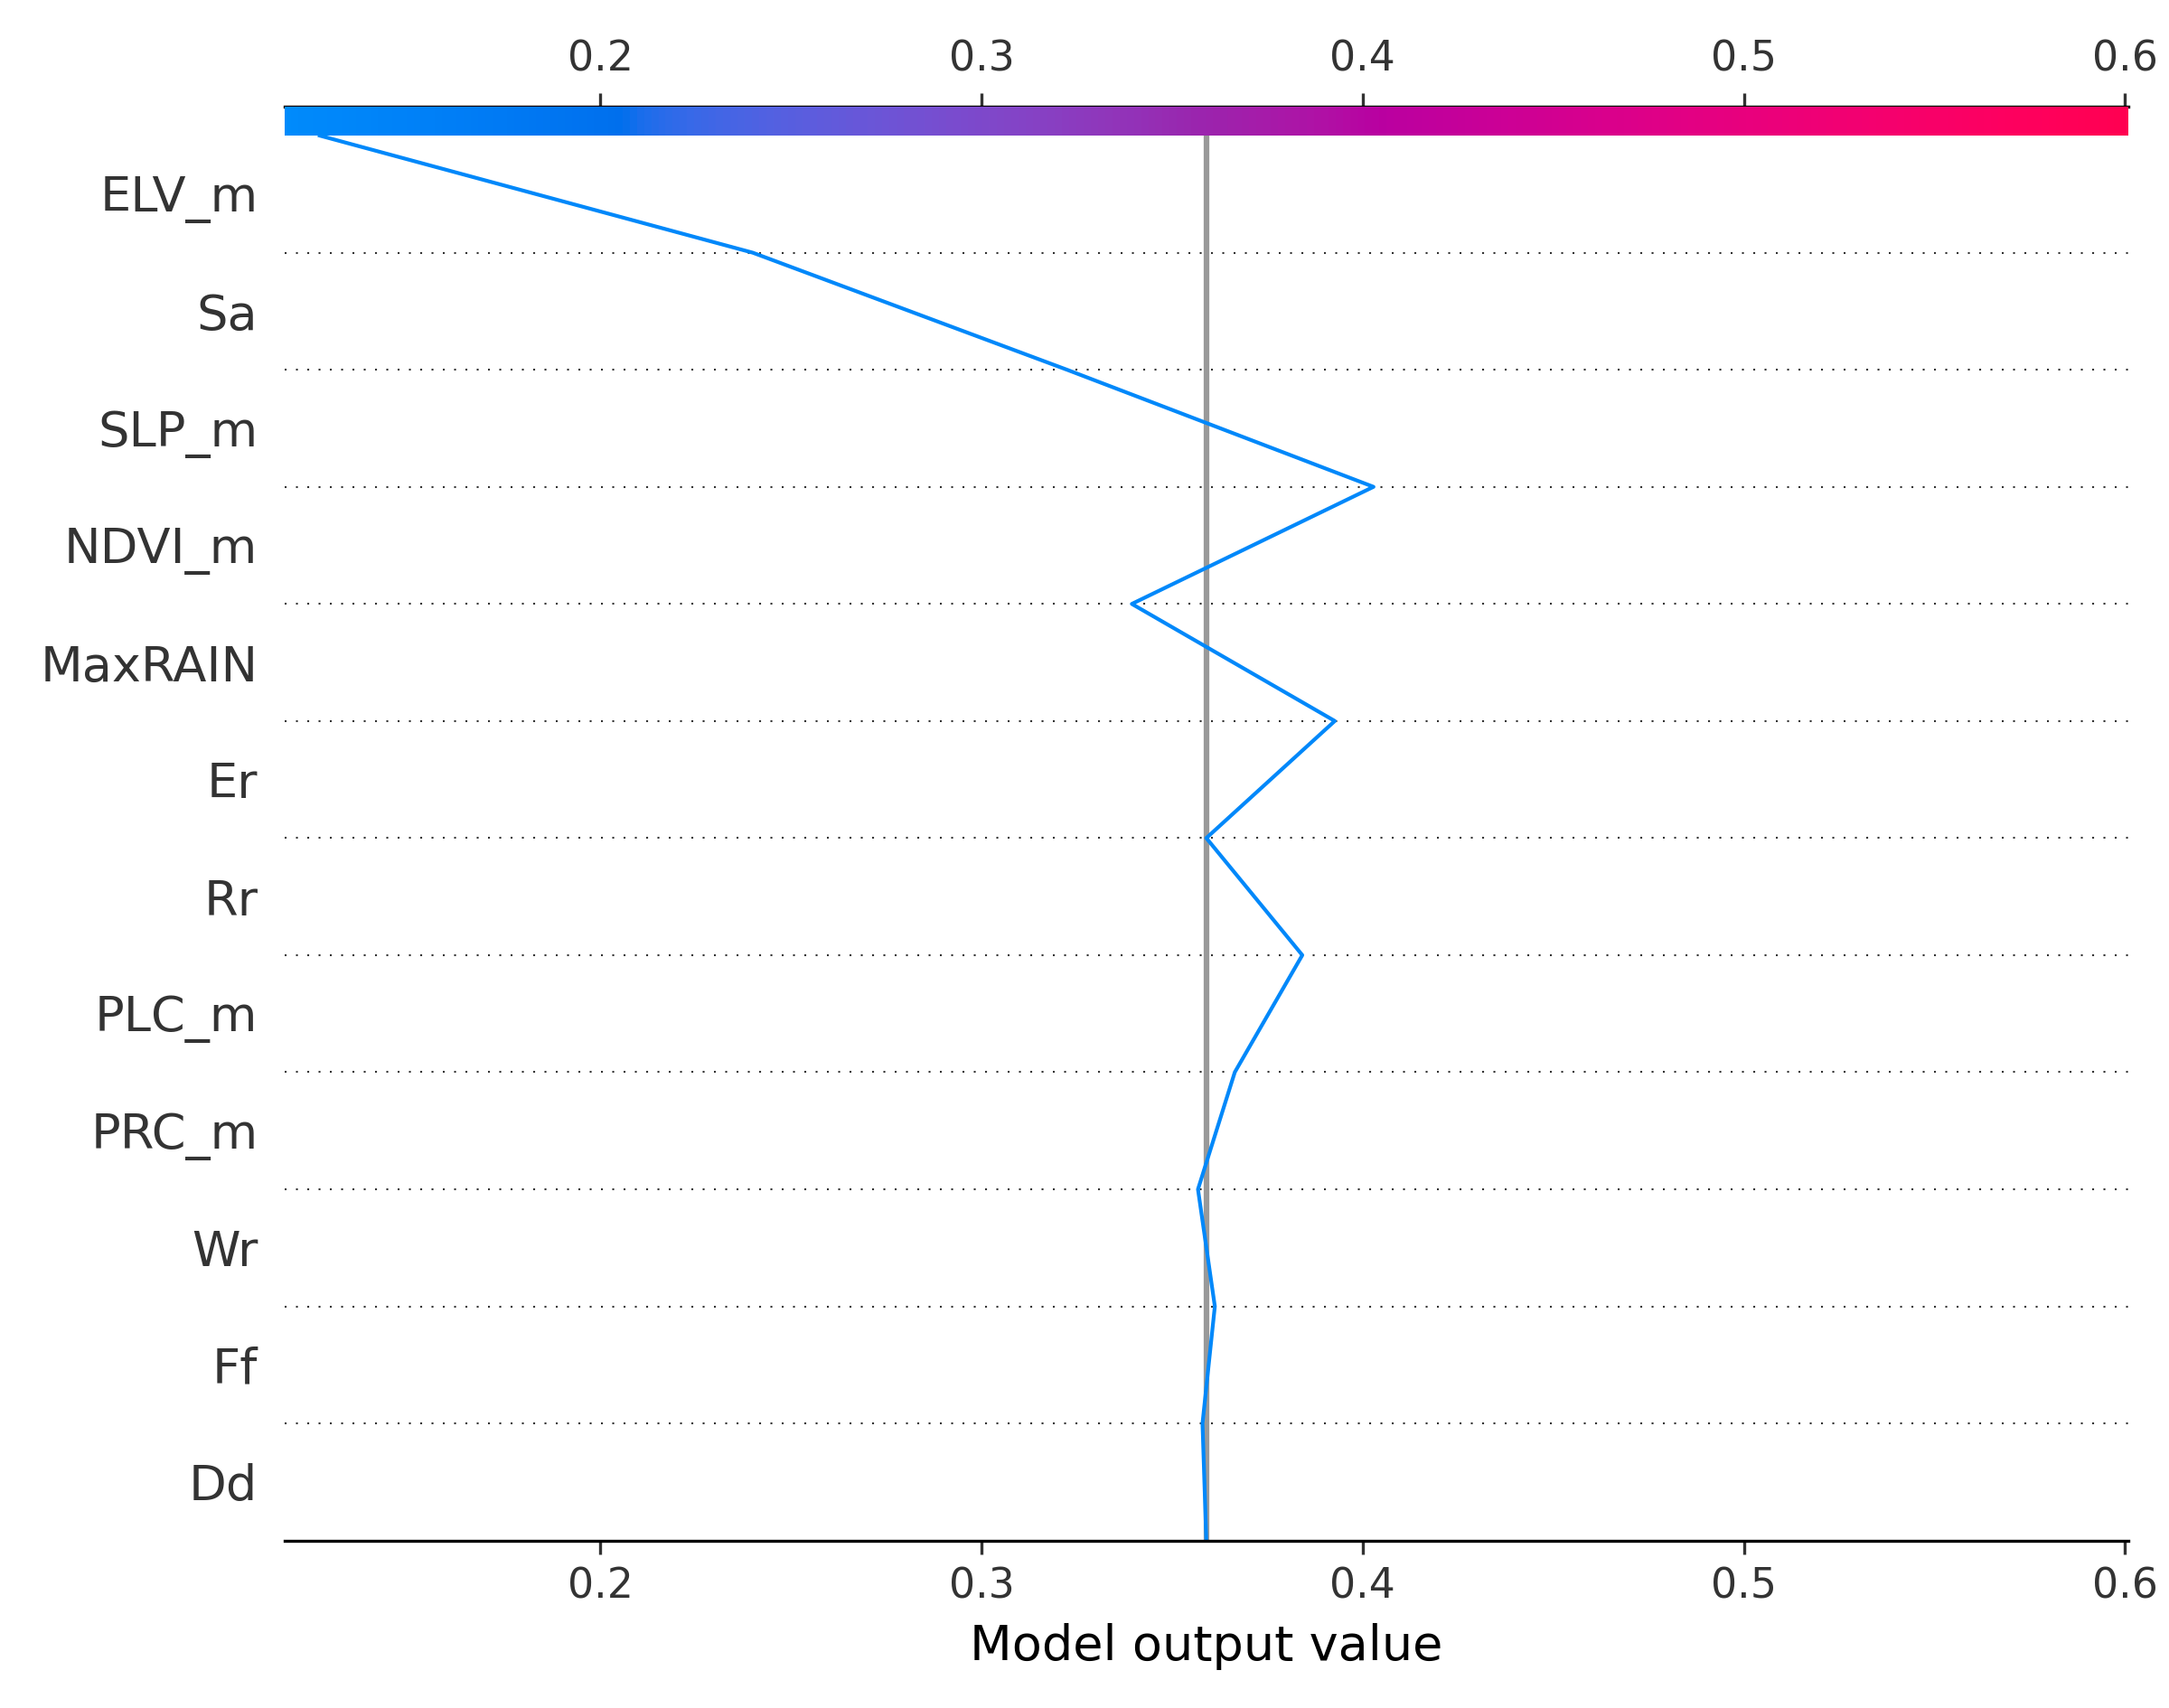 0.2 0.3 0.4 0.5 0.6
ELV_m
Sa
SLP_m
NDVI_m
MaxRAIN
Er
Rr
PLC_m
PRC_m
Wr
Ff
Dd
0.2 0.3 0.4 0.5 0.6
Model output value